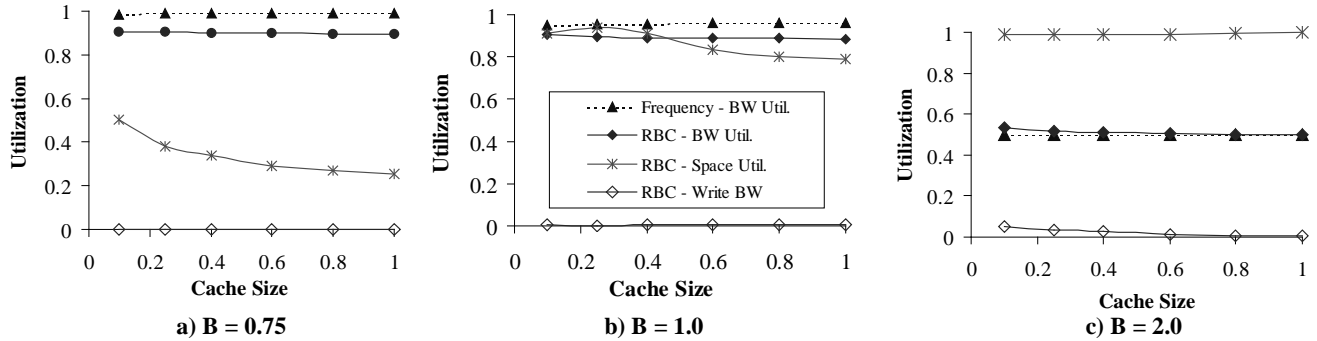 1
0.8
0.6
0.4
0.2
0
Utilization
0 0.2 0.4 0.6 0.8 1
Cache Size
a) B = 0.75
1
0.8
0.6
0.4
0.2
0
Utilization
Frequency - BW Util.
RBC - BW Util.
RBC - Space Util.
RBC - Write BW
0 0.2 0.4 0.6 0.8 1
Cache Size
b) B = 1.0
1
0.8
0.6
0.4
0.2
0
Utilization
0 0.2 0.4 0.6 0.8 1
Cache Size
c) B = 2.0